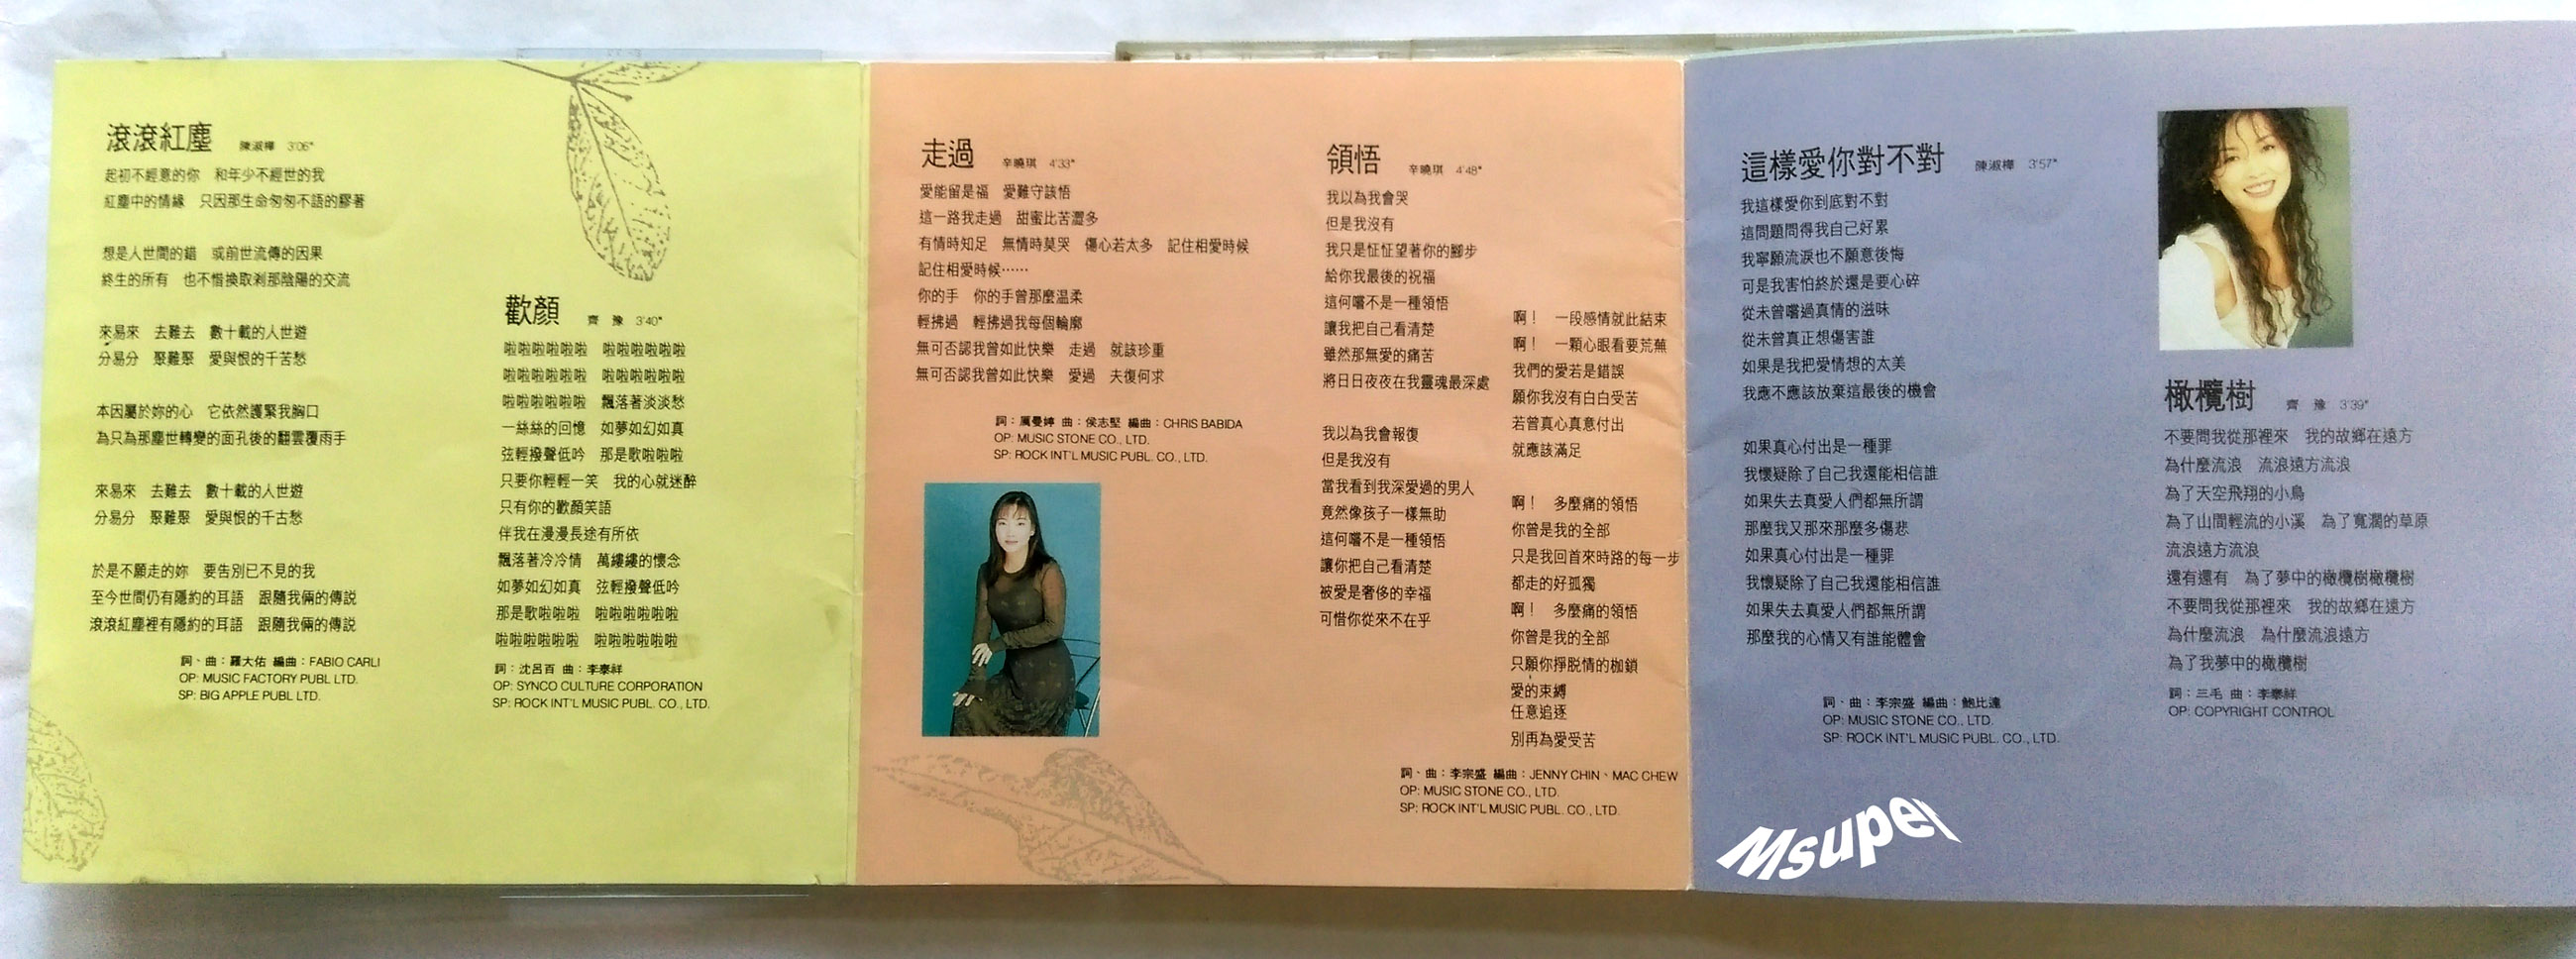 滾滾紅塵　陳淑樺　3'06"
起初不經意的你　和年少不經世的我
紅塵中的情緣　只因那生命匆匆不語的膠著
想是人世間的錯　或前世流傳的因果
終生的所有　也不惜換取剎那陰陽的交流
來易來　去難去　數十載的人世遊
分易分　聚難聚　愛與恨的千苦愁
本因屬於妳的心　它依然護緊我胸口
為只為那塵世轉變的面孔後的翻雲覆雨手
來易來　去難去　數十載的人世遊
分易分　聚難聚　愛與恨的千古愁
於是不願走的妳　要告別已不見的我
至今世間仍有隱約的耳語　跟隨我倆的傳說
滾滾紅塵裡有隱約的耳語　跟隨我倆的傳說
詞、曲：羅大佑 編曲：FABIO CARLI
OP: MUSIC FACTORY PUBL LTD.
SP: BIG APPLE PUBL LTD.
歡顏　齊　豫　3'40"
啦啦啦啦啦啦　啦啦啦啦啦啦
啦啦啦啦啦啦　啦啦啦啦啦啦
啦啦啦啦啦啦　飄落著淡淡愁
一絲絲的回憶　如夢如幻如真
弦輕撥聲低吟　那是歌啦啦啦
只要你輕輕一笑　我的心就迷醉
只有你的歡顏笑語
伴我在漫漫長途有所依
飄落著冷冷情　萬縷縷的懷念
如夢如幻如真　弦輕撥聲低吟
那是歌啦啦啦　啦啦啦啦啦啦
啦啦啦啦啦啦　啦啦啦啦啦啦
詞：沈呂百 曲：李泰祥
OP: SYNCO CULTURE CORPORATION
SP: ROCK INT'L MUSIC PUBL. CO., LTD.
走過　辛曉琪　4'33"
愛能留是福　愛難守該悟
這一路我走過　甜蜜比苦澀多
有情時知足　無情時莫哭　傷心若太多　記住相愛時候
記住相愛時候……
你的手　你的手曾那麼溫柔
輕拂過　輕拂過我每個輪廓
無可否認我曾如此快樂　走過　就該珍重
無可否認我曾如此快樂　愛過　夫復何求
詞：厲曼婷 曲：侯志堅 編曲：CHRIS BABIDA
OP: MUSIC STONE CO., LTD.
SP: ROCK INT'L MUSIC PUBL. CO., LTD.
領悟　辛曉琪　4'48"
我以為我會哭
但是我沒有
我只是怔怔望著你的腳步
給你我最後的祝福
這何嚐不是一種領悟
讓我把自己看清楚
雖然那無愛的痛苦
將日日夜夜在我靈魂最深處
我以為我會報復
但是我沒有
當我看到我深愛過的男人
竟然像孩子一樣無助
這何嚐不是一種領悟
讓你把自己看清楚
被愛是奢侈的幸福
可惜你從來不在乎
啊！　一段感情就此結束
啊！　一顆心眼看要荒蕪
我們的愛若是錯誤
願你我沒有白白受苦
若曾真心真意付出
就應該滿足
啊！　多麼痛的領悟
你曾是我的全部
只是我回首來時路的每一步
都走的好孤獨
啊！　多麼痛的領悟
你曾是我的全部
只願你掙脫情的枷鎖
愛的束縛
任意追逐
別再為愛受苦
詞、曲：李宗盛 編曲：JENNY CHIN、MAC CHEW
OP: MUSIC STONE CO., LTD.
SP: ROCK INT'L MUSIC PUBL. CO., LTD.
這樣愛你對不對　陳淑樺　3'57"
我這樣愛你到底對不對
這問題問得我自己好累
我寧願流淚也不願意後悔
可是我害怕終於還是要心碎
從未曾嚐過真情的滋味
從未曾真正想傷害誰
如果是我把愛情想的太美
我應不應該放棄這最後的機會
如果真心付出是一種罪
我懷疑除了自己我還能相信誰
如果失去真愛人們都無所謂
那麼我又那來那麼多傷悲
如果真心付出是一種罪
我懷疑除了自己我還能相信誰
如果失去真愛人們都無所謂
那麼我的心情又有誰能體會
詞、曲：李宗盛 編曲：鮑比達
OP: MUSIC STONE CO., LTD.
SP: ROCK INT'L MUSIC PUBL. CO., LTD.
橄欖樹　齊　豫　3'39"
不要問我從那裡來　我的故鄉在遠方
為什麼流浪　流浪遠方流浪
為了天空飛翔的小鳥
為了山間輕流的小溪　為了寬濶的草原
流浪遠方流浪
還有還有　為了夢中的橄欖樹橄欖樹
不要問我從那裡來　我的故鄉在遠方
為什麼流浪　為什麼流浪遠方
為了我夢中的橄欖樹
詞：三毛 曲：李泰祥
OP: COPYRIGHT CONTROL
Msuper